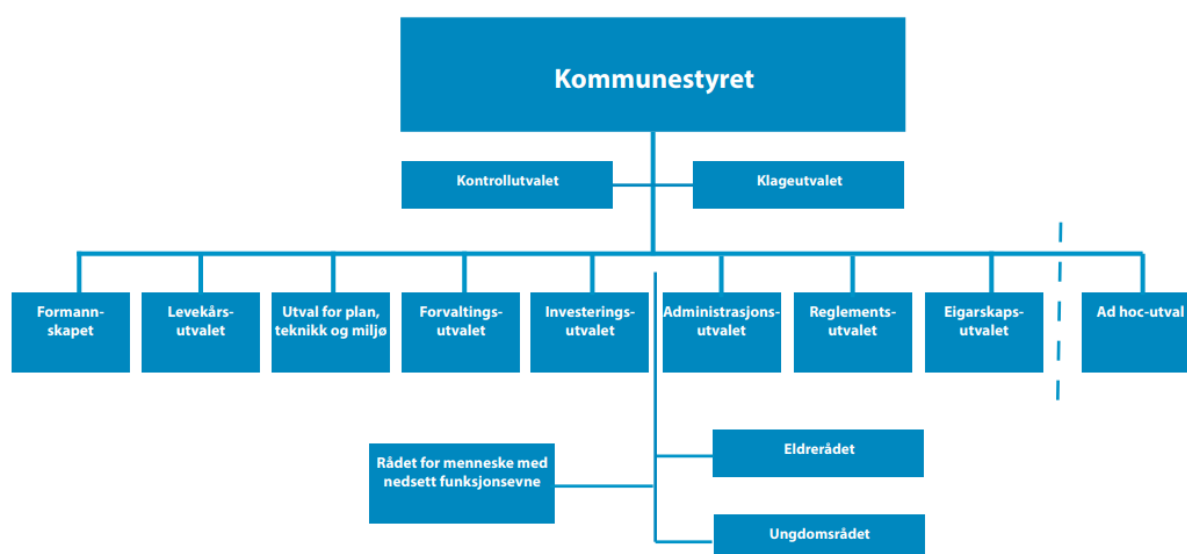 Kommunestyret
Kontrollutvalet
Klageutvalet
Formann-
skapet
Levekårs-
utvalet
Utval for plan,
teknikk og miljø
Forvaltings-
utvalet
Investerings-
utvalet
Administrasjons-
utvalet
Reglements-
utvalet
Eigarskaps-
utvalet
Ad hoc-utval
Rådet for menneske med
nedsett funksjonsevne
Eldrerådet
Ungdomsrådet